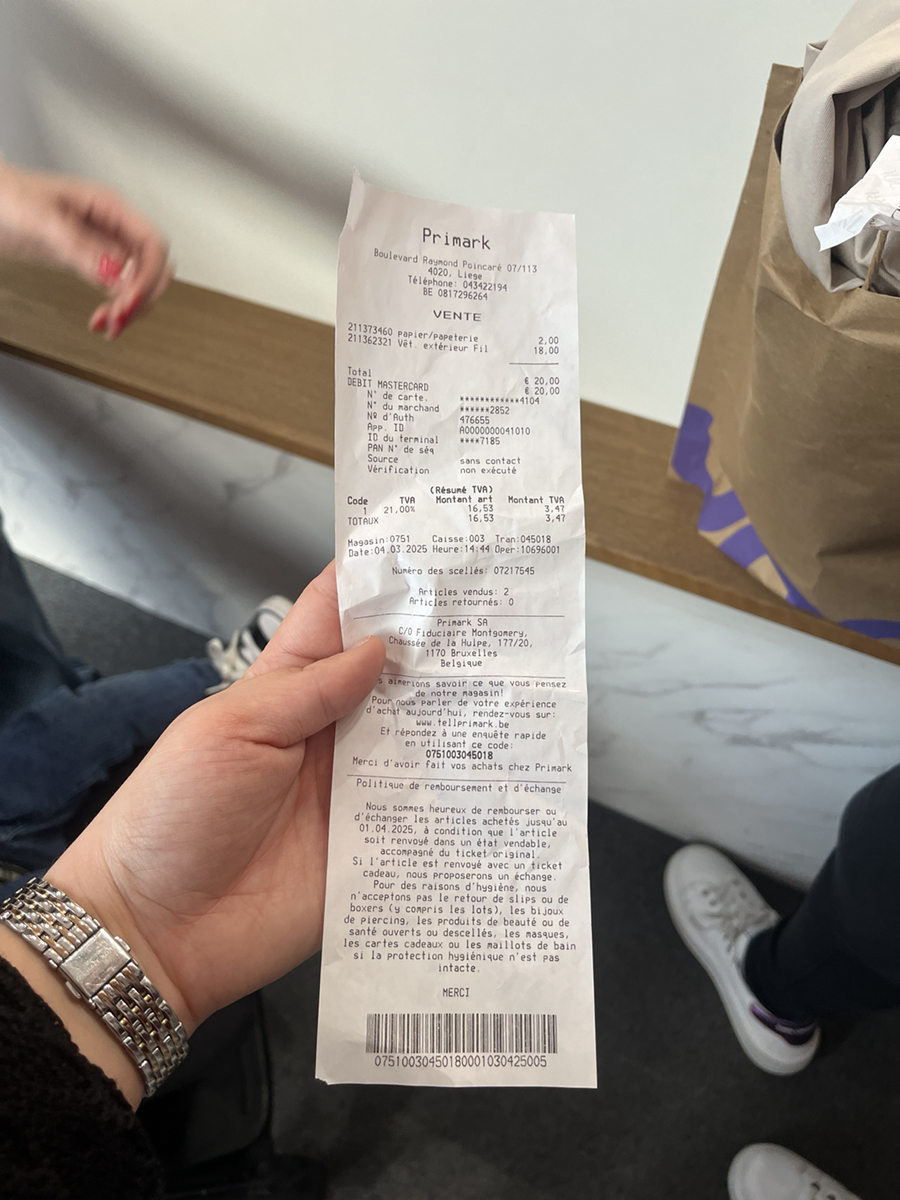 Primark
Boulevard Raymond Poincaré 07/113
4020, Liege
Téléphone: 043422194
BE 0817296264
VENTE
211373460 papier/papeterie 2,00
211362321 Vêt. extérieur Fil 18,00
Total € 20,00
DEBIT MASTERCARD € 20,00
N° de carte. ************4104
N° du marchand ******2852
Nº d'Auth 476655
App. ID A0000000041010
ID du terminal ****7185
PAN N° de séq
Source sans contact
Vérification non exécuté
(Résumé TVA)
Code TVA Montant art Montant TVA
1 21,00% 16,53 3,47
TOTAUX 16,53 3,47
Magasin:0751 Caisse:003 Tran:045018
Date:04.03.2025 Heure:14:44 Oper:10696001
Numéro des scellés: 07217545
Articles vendus: 2
Articles retournés: 0
Primark SA
C/O Fiduciaire Montgomery,
Chaussée de la Hulpe, 177/20,
1170 Bruxelles
Belgique
s aimerions savoir ce que vous pensez
de notre magasin!
Pour nous parler de votre expérience
d'achat aujourd'hui, rendez-vous sur:
www.tellprimark.be
Et répondez à une enquête rapide
en utilisant ce code:
0751003045018
Merci d'avoir fait vos achats chez Primark
Politique de remboursement et d'échange
Nous sommes heureux de rembourser ou
d'échanger les articles achetés jusqu'au
01.04.2025, à condition que l'article
soit renvoyé dans un état vendable,
accompagné du ticket original.
Si l'article est renvoyé avec un ticket
cadeau, nous proposerons un échange.
Pour des raisons d'hygiène, nous
n'acceptons pas le retour de slips ou de
boxers (y compris les lots), les bijoux
de piercing, les produits de beauté ou de
santé ouverts ou descellés, les masques,
les cartes cadeaux ou les maillots de bain
si la protection hygiénique n'est pas
intacte.
MERCI
07510030450180001030425005